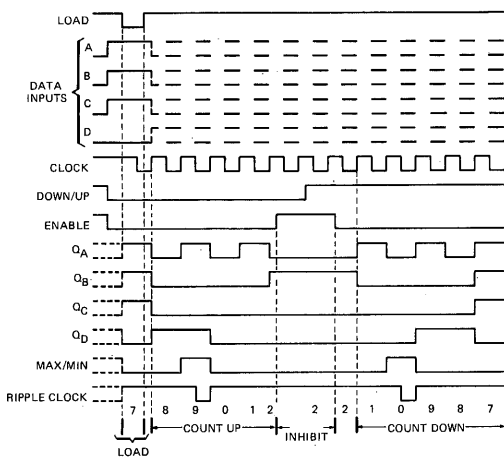 LOAD
A
B
DATA
INPUTS
C
D
CLOCK
DOWN/UP
ENABLE
QA
QB
QC
QD
MAX/MIN
RIPPLE CLOCK
7 8 9 0 1 2 2 2 1 0 9 8 7
COUNT UP
INHIBIT
COUNT DOWN
LOAD